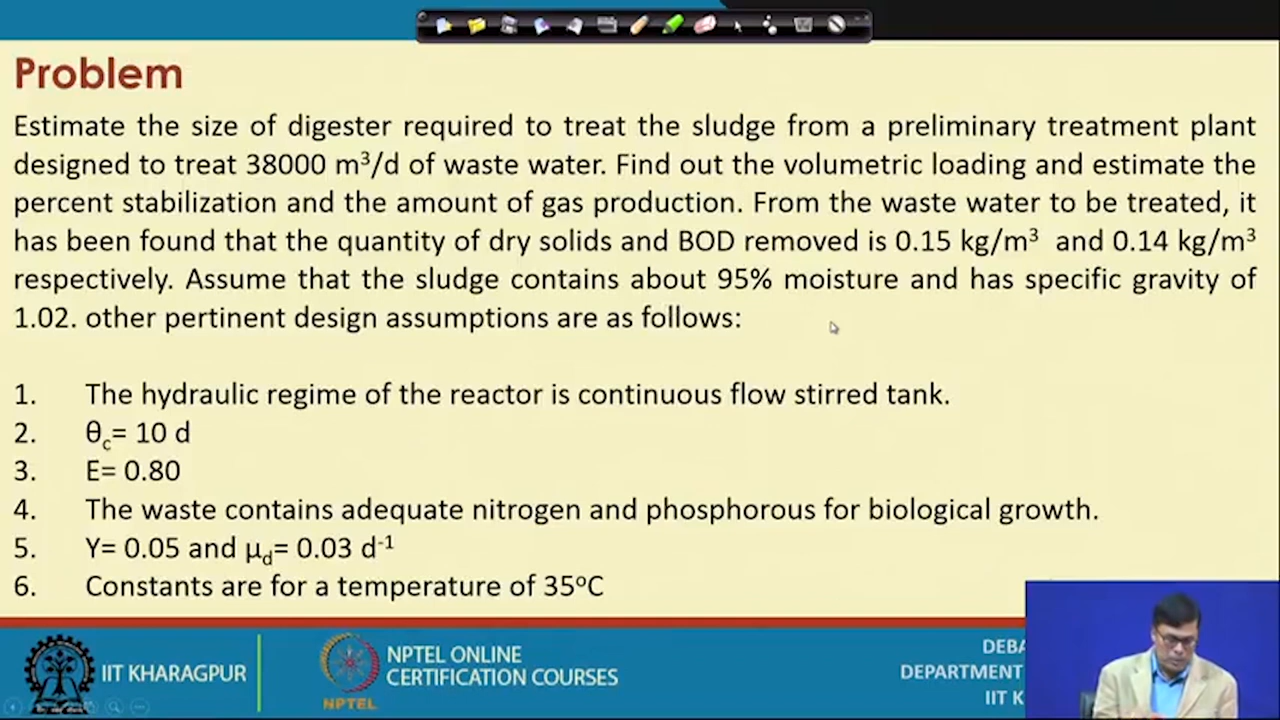 Problem
Estimate the size of digester required to treat the sludge from a preliminary treatment plant
designed to treat 38000 m³/d of waste water. Find out the volumetric loading and estimate the
percent stabilization and the amount of gas production. From the waste water to be treated, it
has been found that the quantity of dry solids and BOD removed is 0.15 kg/m³ and 0.14 kg/m³
respectively. Assume that the sludge contains about 95% moisture and has specific gravity of
1.02. other pertinent design assumptions are as follows:
1. The hydraulic regime of the reactor is continuous flow stirred tank.
2. θc= 10 d
3. E= 0.80
4. The waste contains adequate nitrogen and phosphorous for biological growth.
5. Y= 0.05 and μd= 0.03 d⁻¹
6. Constants are for a temperature of 35°C
IIT KHARAGPUR
NPTEL
NPTEL ONLINE
CERTIFICATION COURSES
DEBA
DEPARTMENT
IIT K